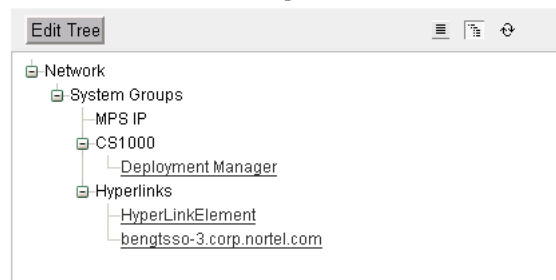 Edit Tree
Network
System Groups
MPS IP
CS1000
Deployment Manager
Hyperlinks
HyperLinkElement
bengtsso-3.corp.nortel.com